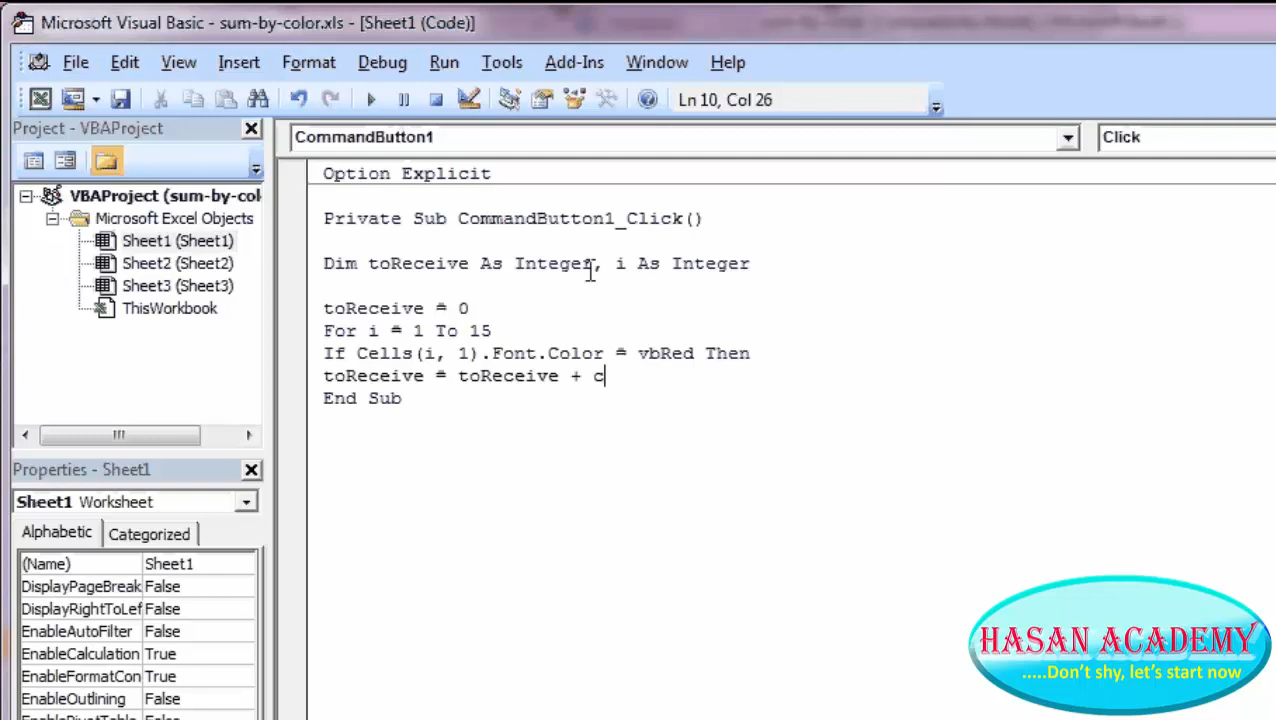 Microsoft Visual Basic - sum-by-color.xls - [Sheet1 (Code)]
File Edit View Insert Format Debug Run Tools Add-Ins Window Help
Ln 10, Col 26
Project - VBAProject
CommandButton1
Click
VBAProject (sum-by-col
Microsoft Excel Objects
Sheet1 (Sheet1)
Sheet2 (Sheet2)
Sheet3 (Sheet3)
ThisWorkbook
Option Explicit
Private Sub CommandButton1_Click()
Dim toReceive As Integer, i As Integer
toReceive = 0
For i = 1 To 15
If Cells(i, 1).Font.Color = vbRed Then
toReceive = toReceive + c
End Sub
Properties - Sheet1
Sheet1 Worksheet
Alphabetic Categorized
(Name) Sheet1
DisplayPageBreak False
DisplayRightToLef False
EnableAutoFilter False
EnableCalculation True
EnableFormatCon True
EnableOutlining False
HASAN ACADEMY
.....Don't shy, let's start now